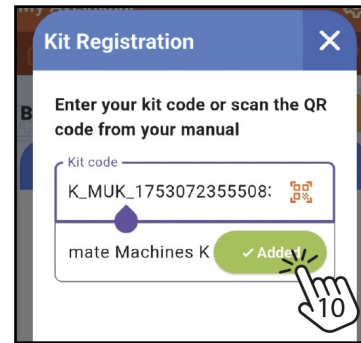 Kit Registration
B
Enter your kit code or scan the QR
code from your manual
Kit code
K_MUK_1753072355508
mate Machines K
Added
10